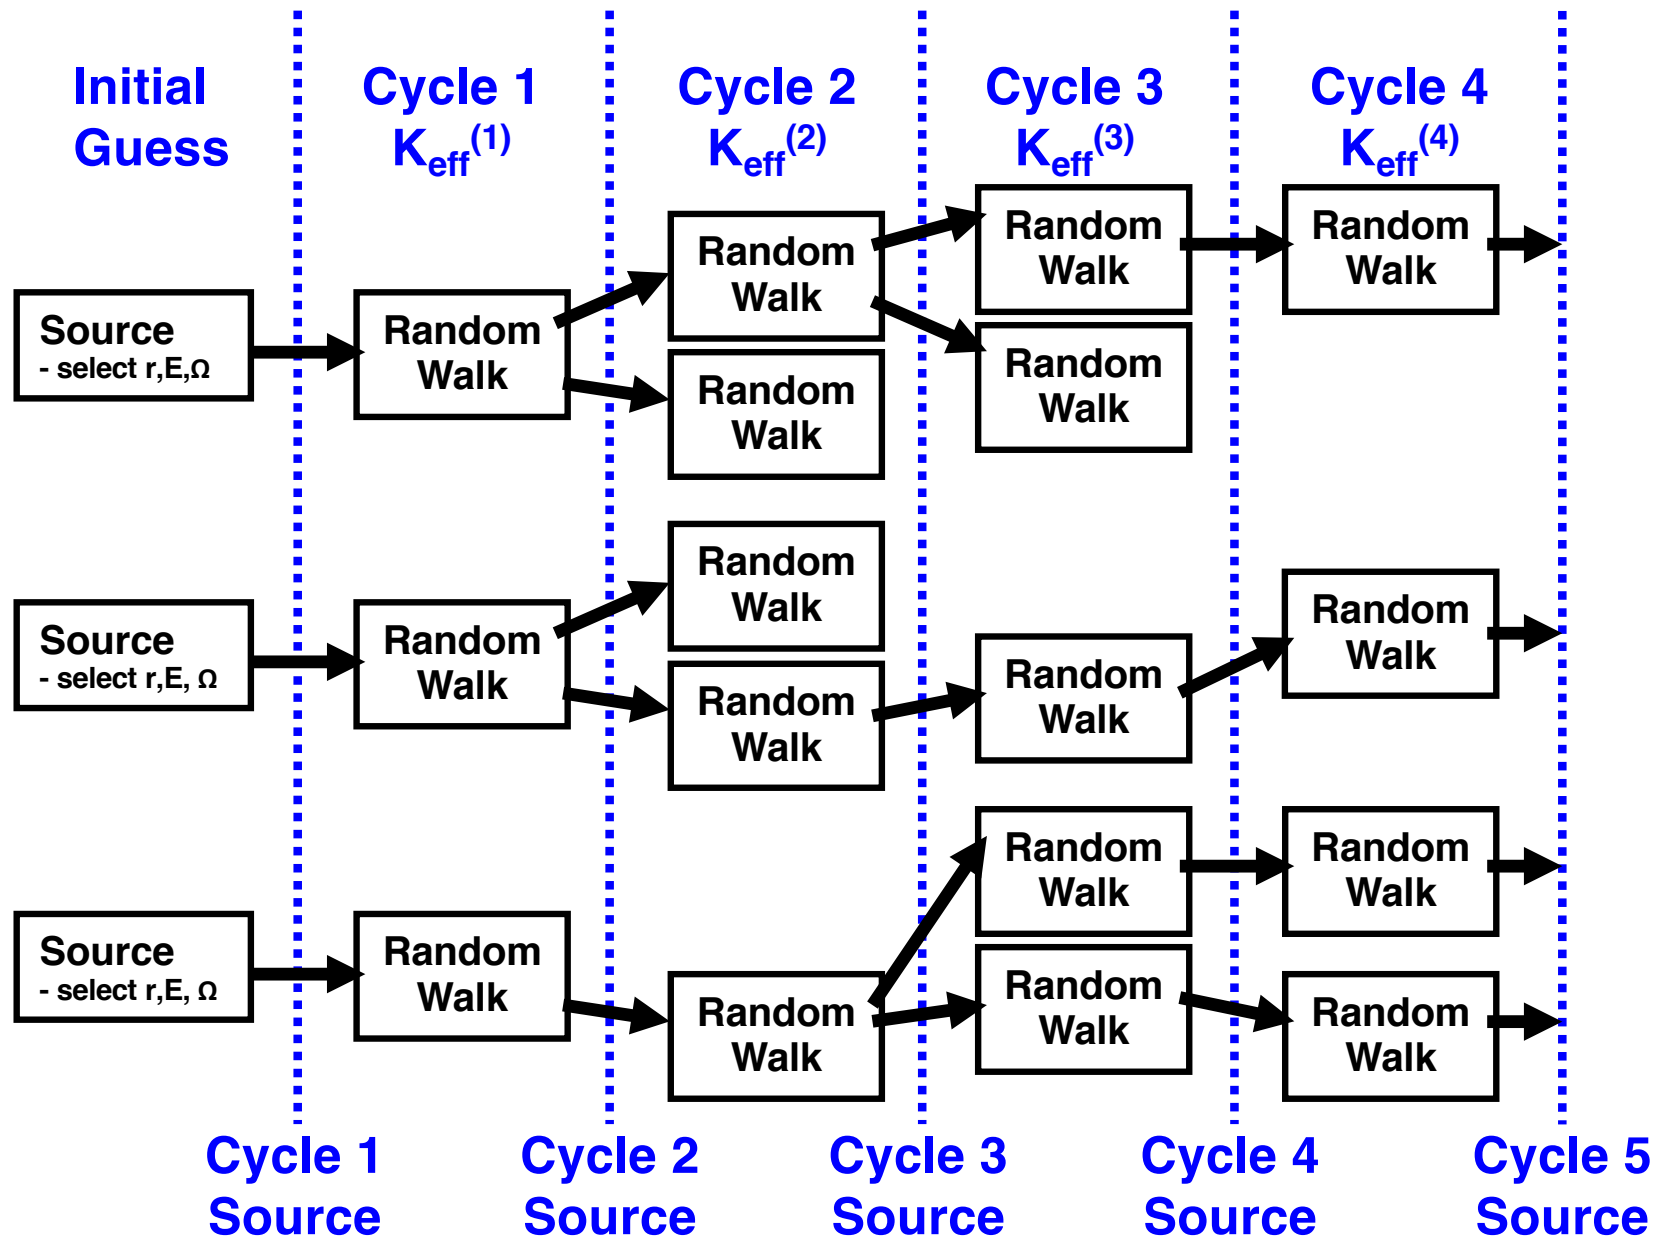 Initial
Guess
Cycle 1
Keff(1)
Cycle 2
Keff(2)
Cycle 3
Keff(3)
Cycle 4
Keff(4)
Source
- select r,E,Ω
Random
Walk
Random
Walk
Random
Walk
Random
Walk
Random
Walk
Random
Walk
Source
- select r,E, Ω
Random
Walk
Random
Walk
Random
Walk
Random
Walk
Random
Walk
Source
- select r,E, Ω
Random
Walk
Random
Walk
Random
Walk
Random
Walk
Random
Walk
Random
Walk
Cycle 1
Source
Cycle 2
Source
Cycle 3
Source
Cycle 4
Source
Cycle 5
Source